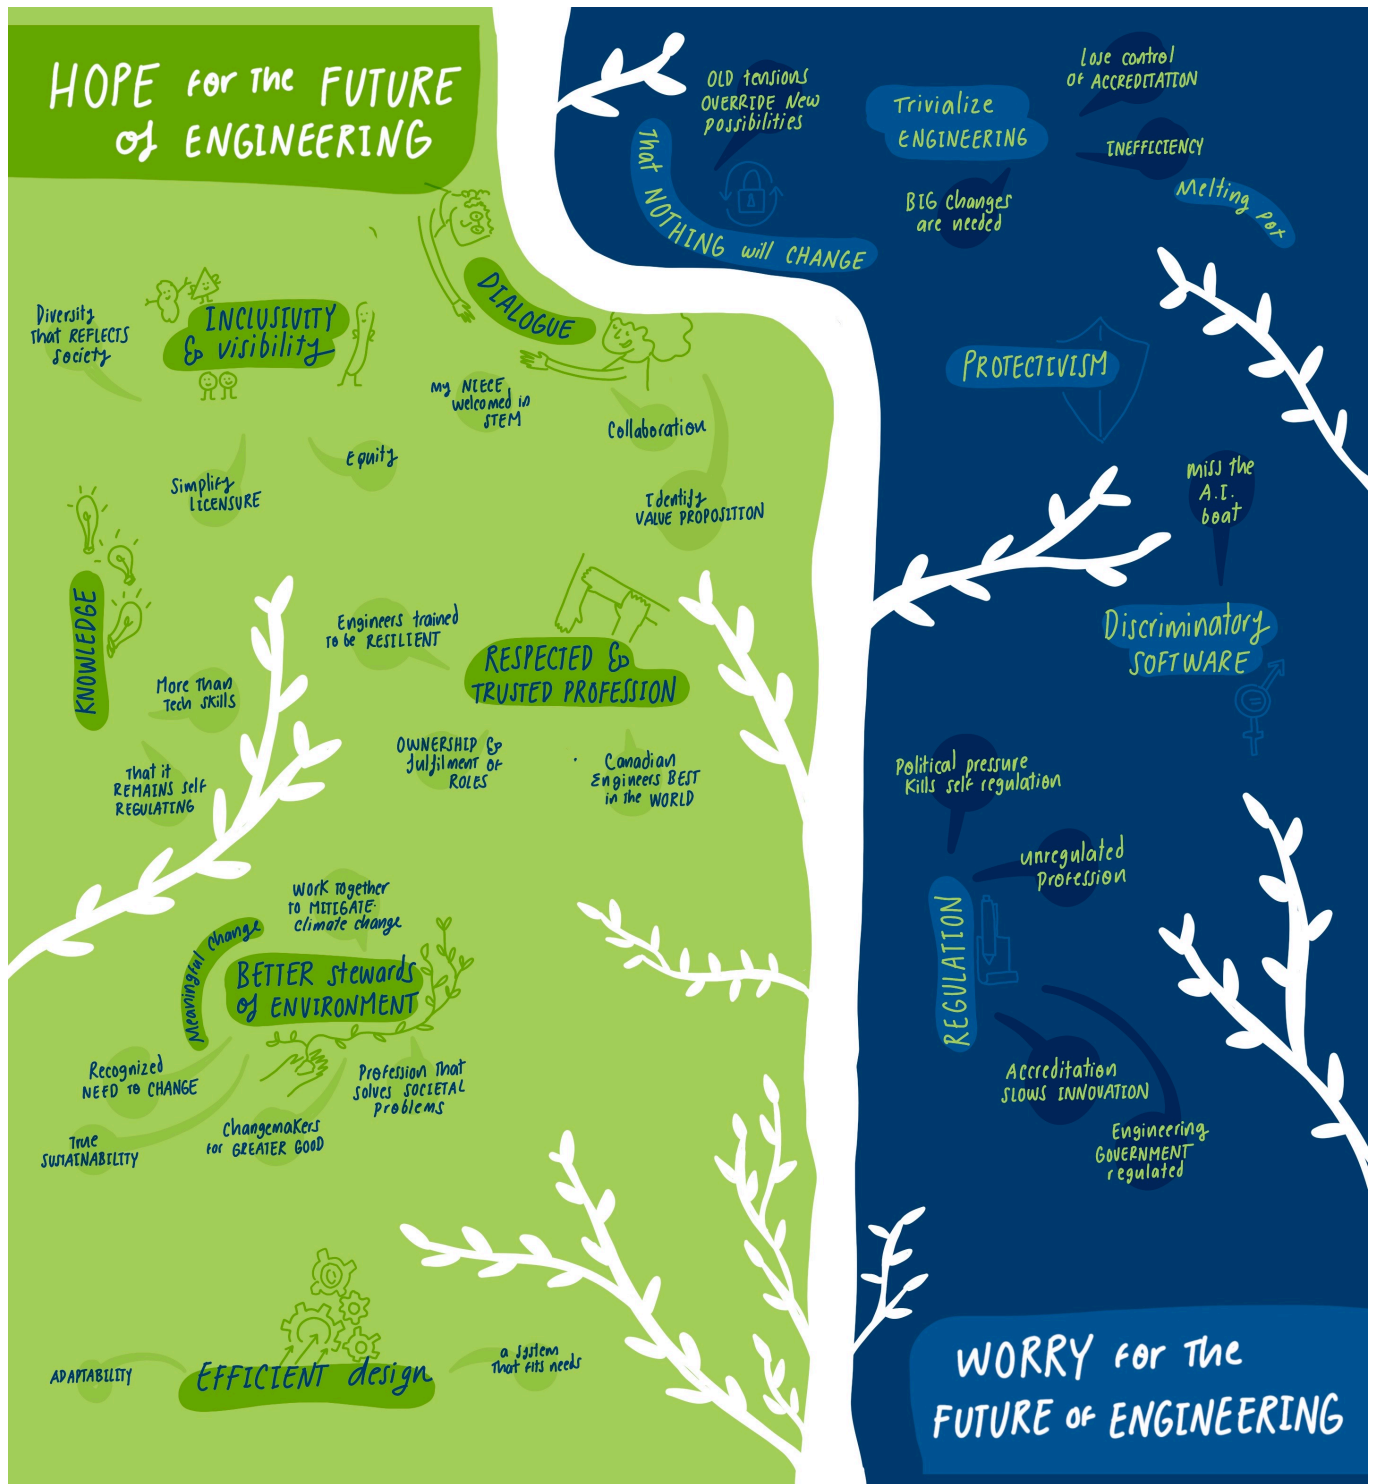 HOPE for the FUTURE
of ENGINEERING
DIALOGUE
INCLUSIVITY
& visibility
Diversity
that REFLECTS
society
my NIECE
welcomed in
STEM
Collaboration
Equity
Simplify
LICENSURE
Identify
VALUE PROPOSITION
KNOWLEDGE
Engineers trained
to be RESILIENT
RESPECTED &
TRUSTED PROFESSION
More than
tech skills
OWNERSHIP &
fulfilment of
ROLES
Canadian
Engineers BEST
in the WORLD
that it
REMAINS self
REGULATING
WORK together
to MITIGATE
climate change
Meaningful change
BETTER stewards
of ENVIRONMENT
Recognized
NEED to CHANGE
Profession that
solves SOCIETAL
problems
Changemakers
for GREATER GOOD
True
SUSTAINABILITY
EFFICIENT design
ADAPTABILITY
a system
that fits needs
OLD tensions
OVERRIDE New
possibilities
That NOTHING will CHANGE
Trivialize
ENGINEERING
Lose control
of ACCREDITATION
INEFFICIENCY
Melting pot
BIG changes
are needed
PROTECTIVISM
miss the
A.I.
boat
Discriminatory
SOFTWARE
Political pressure
Kills self regulation
unregulated
Profession
REGULATION
Accreditation
SLOWS INNOVATION
Engineering
GOVERNMENT
regulated
WORRY for the
FUTURE of ENGINEERING